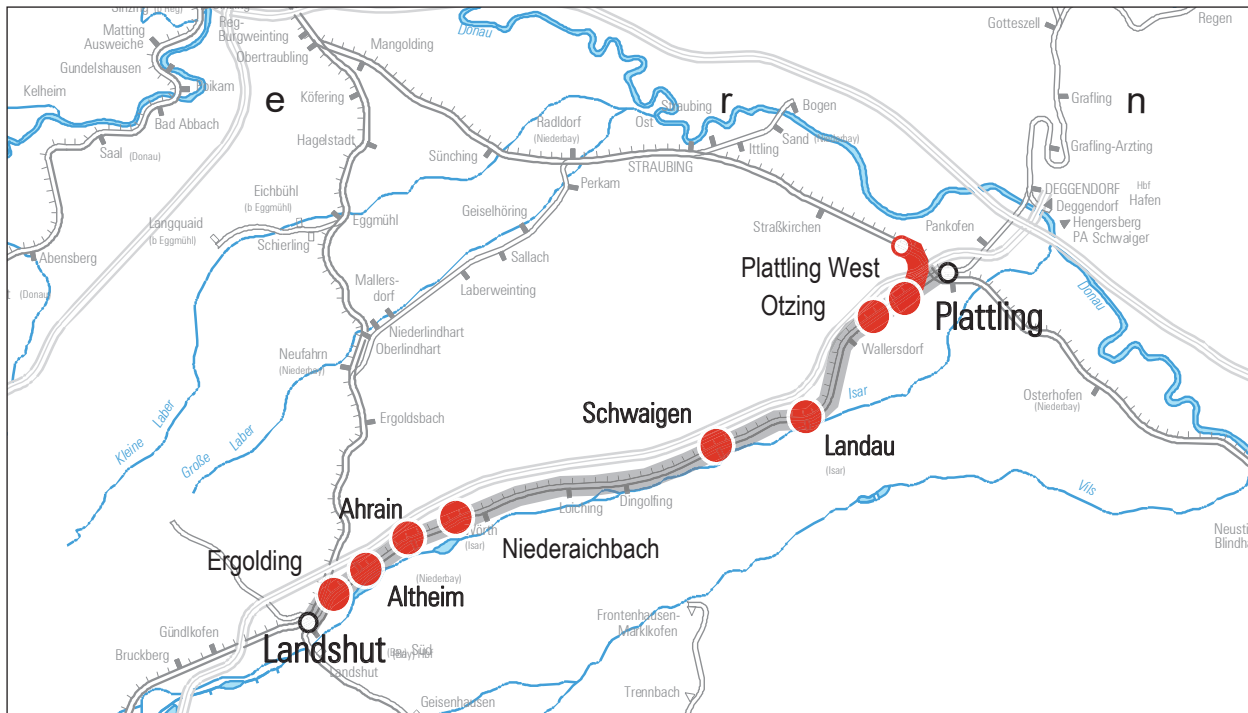 Matting
Ausweiche
Gundelshausen
Kelheim
Bad Abbach
Saal (Donau)
Burgweinting
Obertraubling
Mangolding
e
Köfering
Hagelstadt
Sünching
Radldorf
(Niederbay)
Ost
Straubing
Donau
r
Bogen
Sand (Niederbay)
Ittling
STRAUBING
Perkam
Gotteszell
Regen
Grafling
n
Grafling-Arzting
DEGGENDORF Hbf
Deggendorf Hafen
Hengersberg
PA Schwaiger
Pankofen
Straßkirchen
Eichbühl
(b Eggmühl)
Eggmühl
Schierling
Langquaid
(b Eggmühl)
Abensberg
(Donau)
Geiselhöring
Sallach
Laberweinting
Mallers-
dorf
Niederlindhart
Oberlindhart
Neufahrn
(Niederbay)
Ergoldsbach
Kleine Laber
Große Laber
Plattling West
Otzing
Plattling
Donau
Wallersdorf
Osterhofen
(Niederbay)
Isar
Schwaigen
Landau
(Isar)
Vils
Dingolfing
Loiching
Wörth
(Isar)
Niederaichbach
Ahrain
Ergolding
Altheim
(Niederbay)
Gündlkofen
Bruckberg
Landshut
Landshut
Süd
Geisenhausen
Frontenhausen-
Marklkofen
Trennbach